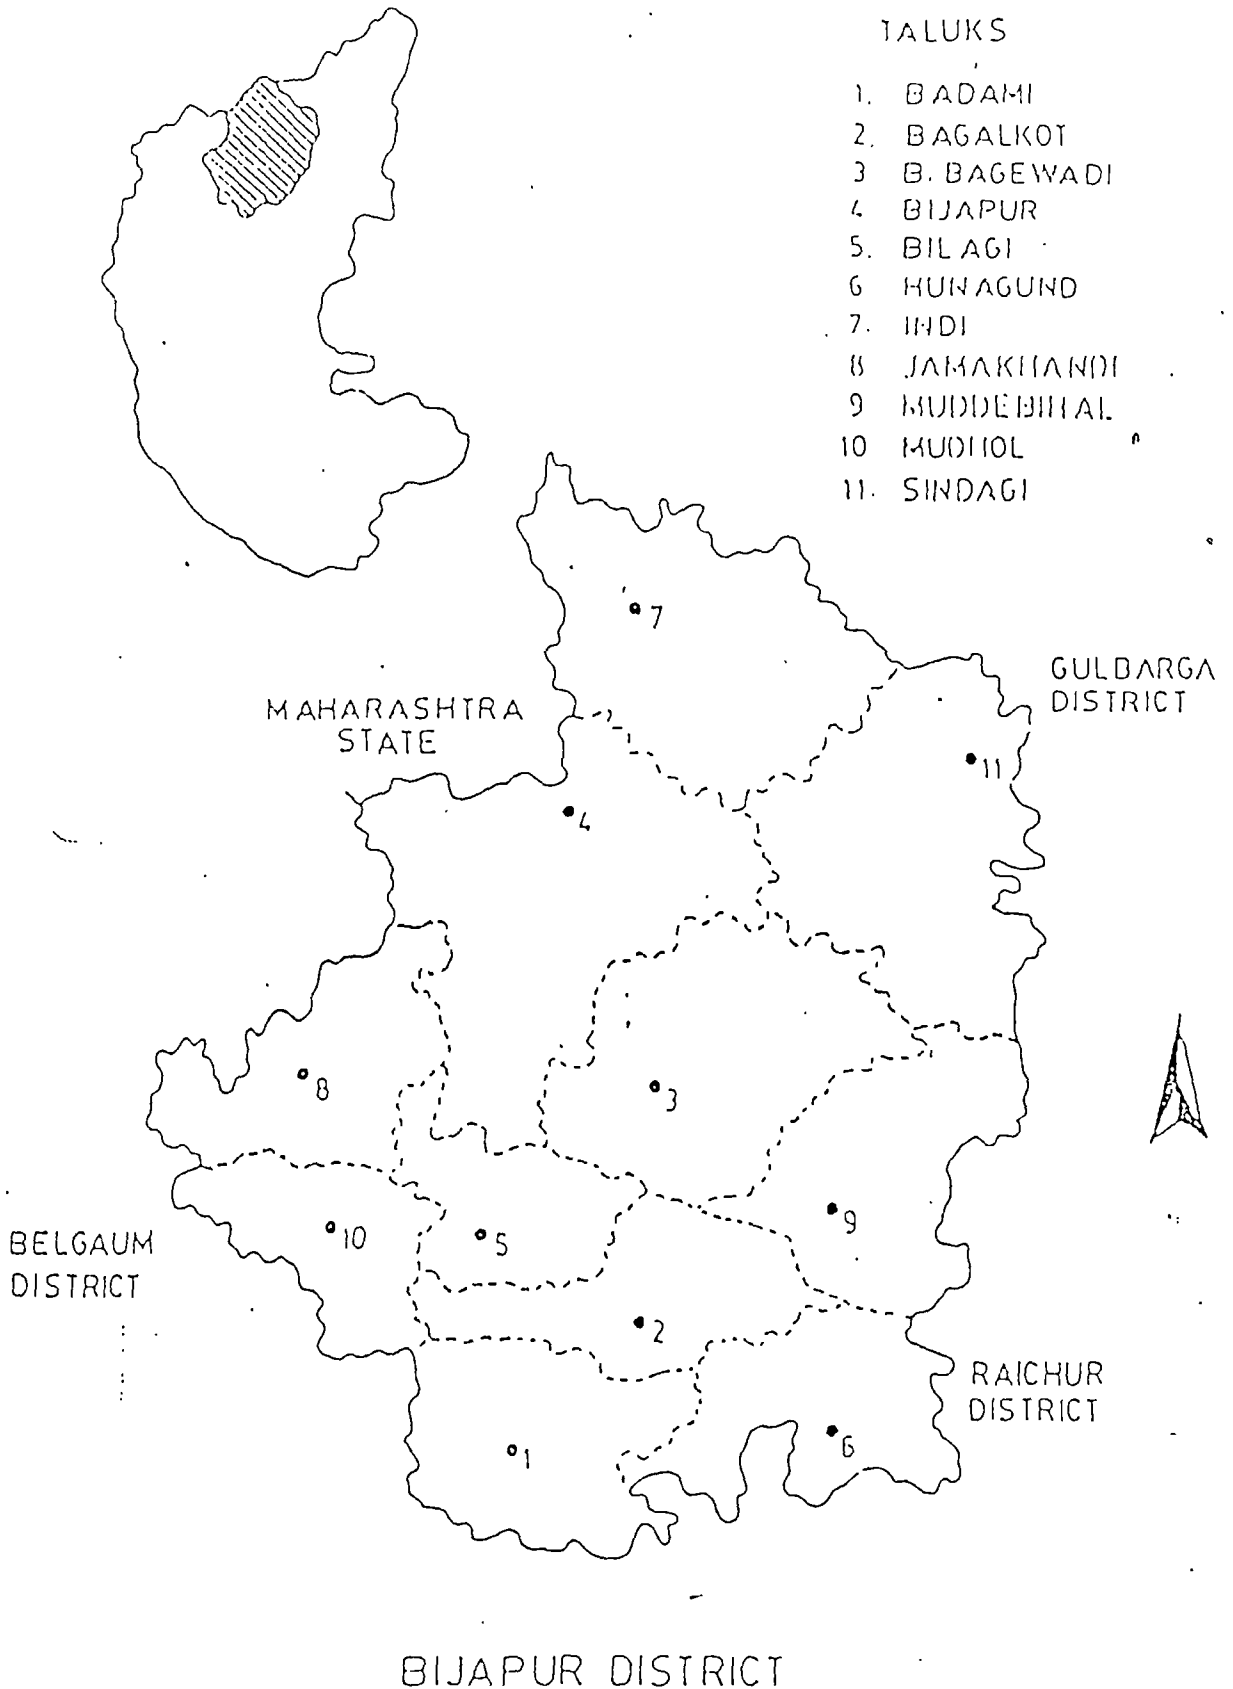 TALUKS
1. BADAMI
2. BAGALKOT
3 B. BAGEWADI
4 BIJAPUR
5. BILAGI
6 HUNAGUND
7. INDI
8 JAMAKHANDI
9 MUDDEBIHAL
10 MUDHOL
11. SINDAGI
7
GULBARGA
DISTRICT
MAHARASHTRA
STATE
11
4
8
3
9
10
5
BELGAUM
DISTRICT
2
RAICHUR
DISTRICT
6
1
BIJAPUR DISTRICT